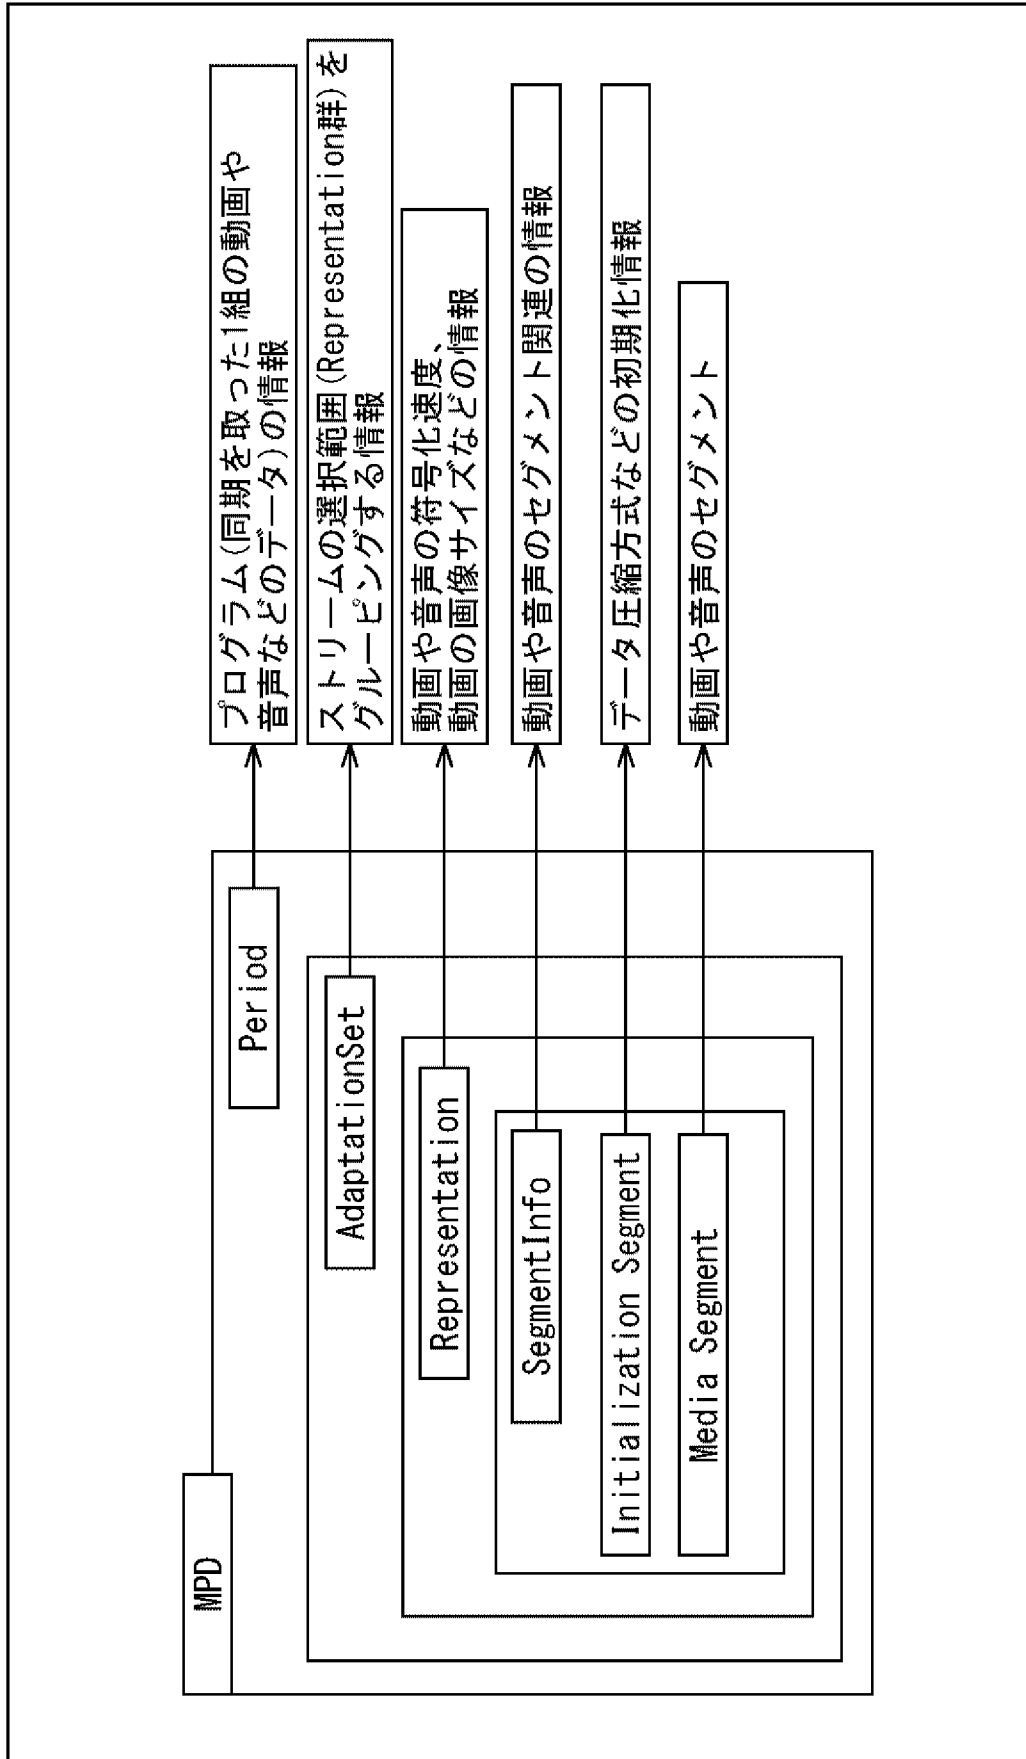 MPD
Period
プログラム(同期を取った1組の動画や
音声などのデータ)の情報
AdaptationSet
ストリームの選択範囲(Representation群)を
グルーピングする情報
Representation
動画や音声の符号化速度、
動画の画像サイズなどの情報
SegmentInfo
動画や音声のセグメント関連の情報
Initialization Segment
データ圧縮方式などの初期化情報
Media Segment
動画や音声のセグメント